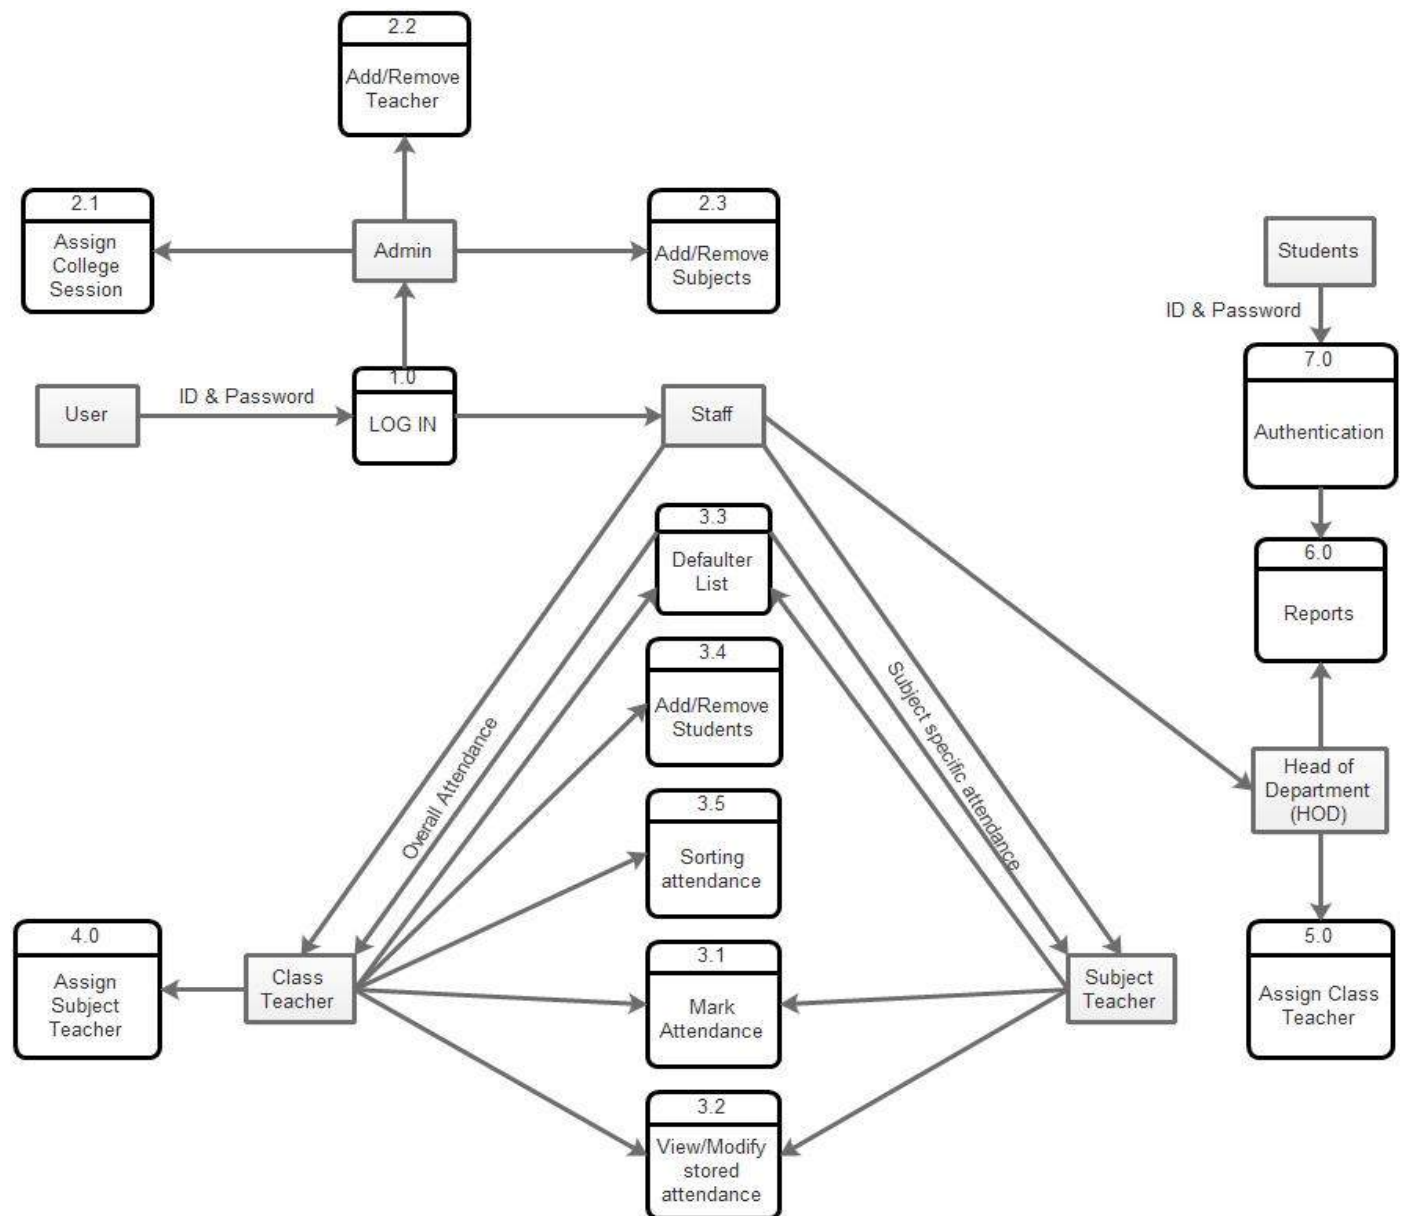 2.2
Add/Remove
Teacher
2.1
Assign
College
Session
Admin
2.3
Add/Remove
Subjects
Students
ID & Password
7.0
Authentication
User
ID & Password
1.0
LOG IN
Staff
3.3
Defaulter
List
6.0
Reports
3.4
Add/Remove
Students
Overall Attendance
Subject specific attendance
Head of
Department
(HOD)
3.5
Sorting
attendance
4.0
Assign
Subject
Teacher
Class
Teacher
3.1
Mark
Attendance
Subject
Teacher
5.0
Assign Class
Teacher
3.2
View/Modify
stored
attendance